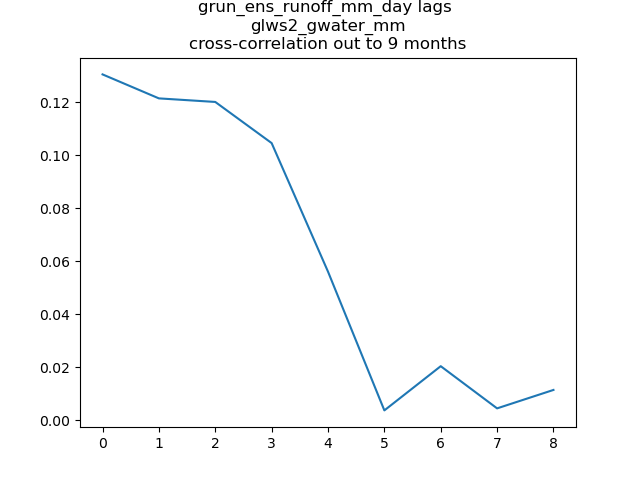 grun_ens_runoff_mm_day lags
glws2_gwater_mm
cross-correlation out to 9 months
0.12
0.10
0.08
0.06
0.04
0.02
0.00
0 1 2 3 4 5 6 7 8